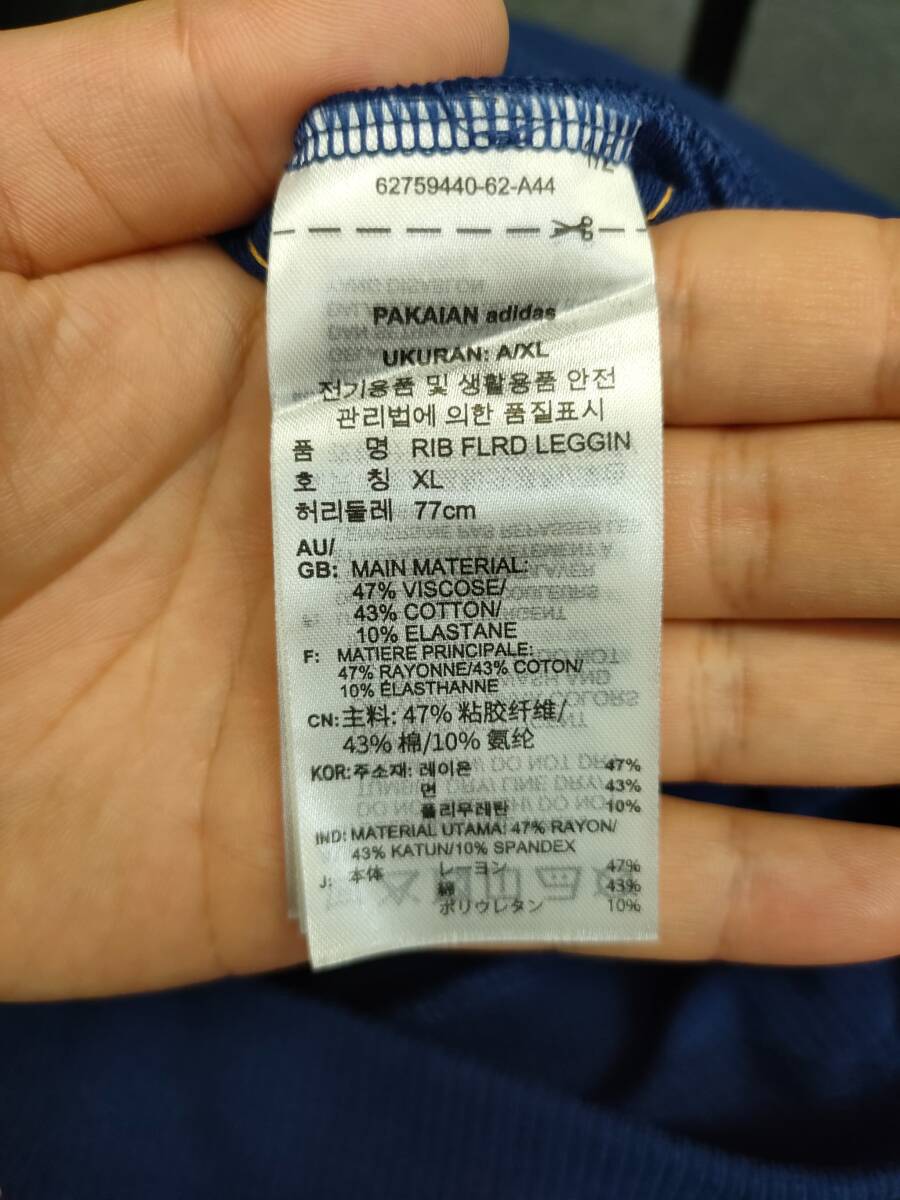 62759440-62-A44
PAKAIAN adidas
UKURAN: A/XL
전기용품 및 생활용품 안전
관리법에 의한 품질표시
품 명 RIB FLRD LEGGIN
호 칭 XL
허리둘레 77cm
AU/
GB: MAIN MATERIAL:
47% VISCOSE/
43% COTTON/
10% ELASTANE
F: MATIERE PRINCIPALE:
47% RAYONNE/43% COTON/
10% ÉLASTHANNE
CN: 主料: 47% 粘胶纤维/
43% 棉/10% 氨纶
KOR: 주소재: 레이온 47%
면 43%
폴리우레탄 10%
IND: MATERIAL UTAMA: 47% RAYON/
43% KATUN/10% SPANDEX
J: 本体 レーヨン 47%
綿 43%
ポリウレタン 10%